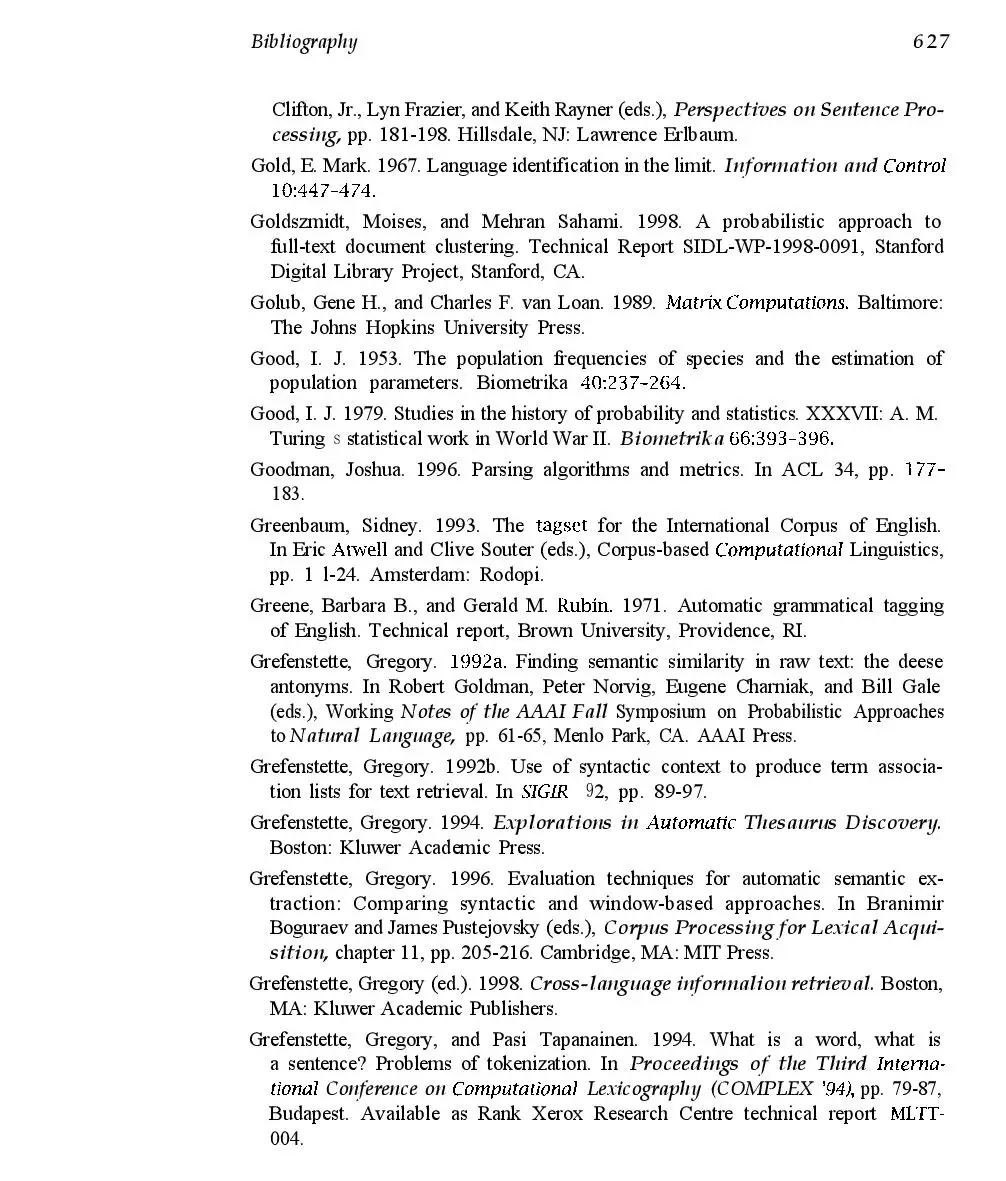 Bibliography 627
Clifton, Jr., Lyn Frazier, and Keith Rayner (eds.), Perspectives on Sentence Pro-
cessing, pp. 181-198. Hillsdale, NJ: Lawrence Erlbaum.
Gold, E. Mark. 1967. Language identification in the limit. Information and Control
10:447-474.
Goldszmidt, Moises, and Mehran Sahami. 1998. A probabilistic approach to
full-text document clustering. Technical Report SIDL-WP-1998-0091, Stanford
Digital Library Project, Stanford, CA.
Golub, Gene H., and Charles F. van Loan. 1989. Matrix Computations. Baltimore:
The Johns Hopkins University Press.
Good, I. J. 1953. The population frequencies of species and the estimation of
population parameters. Biometrika 40:237-264.
Good, I. J. 1979. Studies in the history of probability and statistics. XXXVII: A. M.
Turing s statistical work in World War II. Biometrika 66:393-396.
Goodman, Joshua. 1996. Parsing algorithms and metrics. In ACL 34, pp. 177-
183.
Greenbaum, Sidney. 1993. The tagset for the International Corpus of English.
In Eric Atwell and Clive Souter (eds.), Corpus-based Computational Linguistics,
pp. 1 l-24. Amsterdam: Rodopi.
Greene, Barbara B., and Gerald M. Rubin. 1971. Automatic grammatical tagging
of English. Technical report, Brown University, Providence, RI.
Grefenstette, Gregory. 1992a. Finding semantic similarity in raw text: the deese
antonyms. In Robert Goldman, Peter Norvig, Eugene Charniak, and Bill Gale
(eds.), Working Notes of the AAAI Fall Symposium on Probabilistic Approaches
to Natural Language, pp. 61-65, Menlo Park, CA. AAAI Press.
Grefenstette, Gregory. 1992b. Use of syntactic context to produce term associa-
tion lists for text retrieval. In SIGIR 92, pp. 89-97.
Grefenstette, Gregory. 1994. Explorations in Automatic Thesaurus Discovery.
Boston: Kluwer Academic Press.
Grefenstette, Gregory. 1996. Evaluation techniques for automatic semantic ex-
traction: Comparing syntactic and window-based approaches. In Branimir
Boguraev and James Pustejovsky (eds.), Corpus Processing for Lexical Acqui-
sition, chapter 11, pp. 205-216. Cambridge, MA: MIT Press.
Grefenstette, Gregory (ed.). 1998. Cross-language informalion retrieval. Boston,
MA: Kluwer Academic Publishers.
Grefenstette, Gregory, and Pasi Tapanainen. 1994. What is a word, what is
a sentence? Problems of tokenization. In Proceedings of the Third Interna-
tional Conference on Computational Lexicography (COMPLEX '94), pp. 79-87,
Budapest. Available as Rank Xerox Research Centre technical report MLTT-
004.